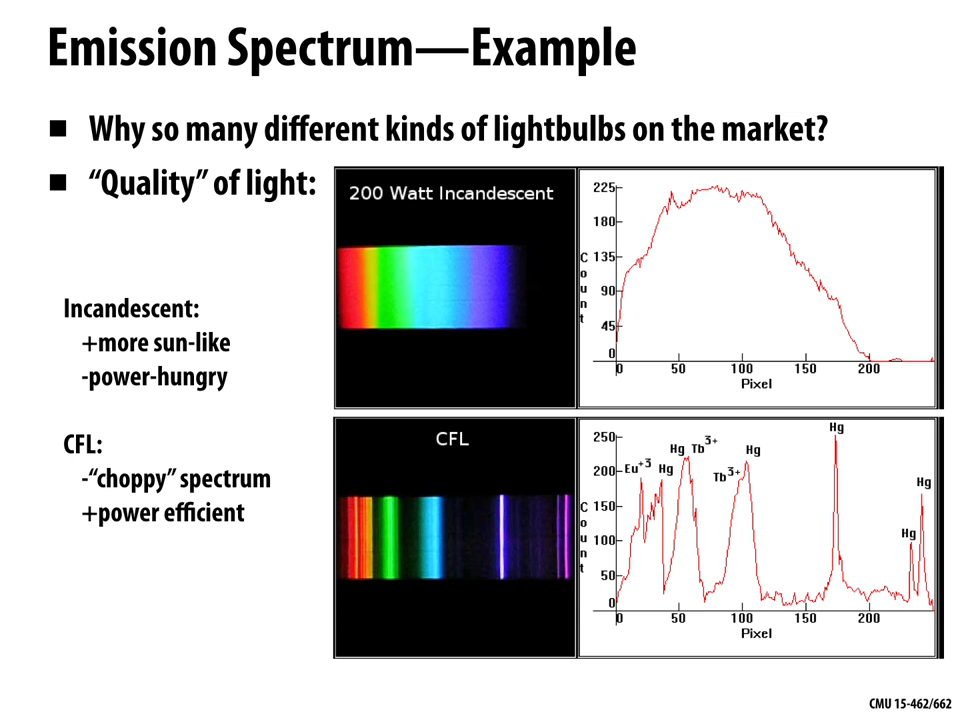 Emission Spectrum—Example
■ Why so many different kinds of lightbulbs on the market?
■ “Quality” of light:
Incandescent:
+more sun-like
-power-hungry
CFL:
-“choppy” spectrum
+power efficient
200 Watt Incandescent
225
180
135
90
45
0
Count
0 50 100 150 200
Pixel
CFL
250
200
150
100
50
0
Count
Eu+3 Hg Hg Tb3+ Tb3+ Hg Hg Hg Hg
0 50 100 150 200
Pixel
CMU 15-462/662